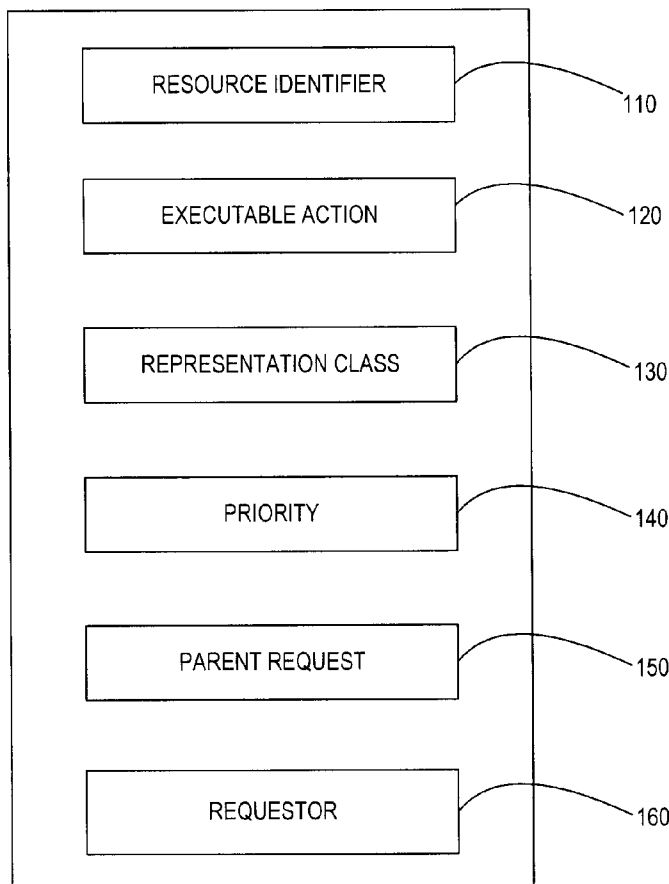 RESOURCE IDENTIFIER
110
EXECUTABLE ACTION
120
REPRESENTATION CLASS
130
PRIORITY
140
PARENT REQUEST
150
REQUESTOR
160